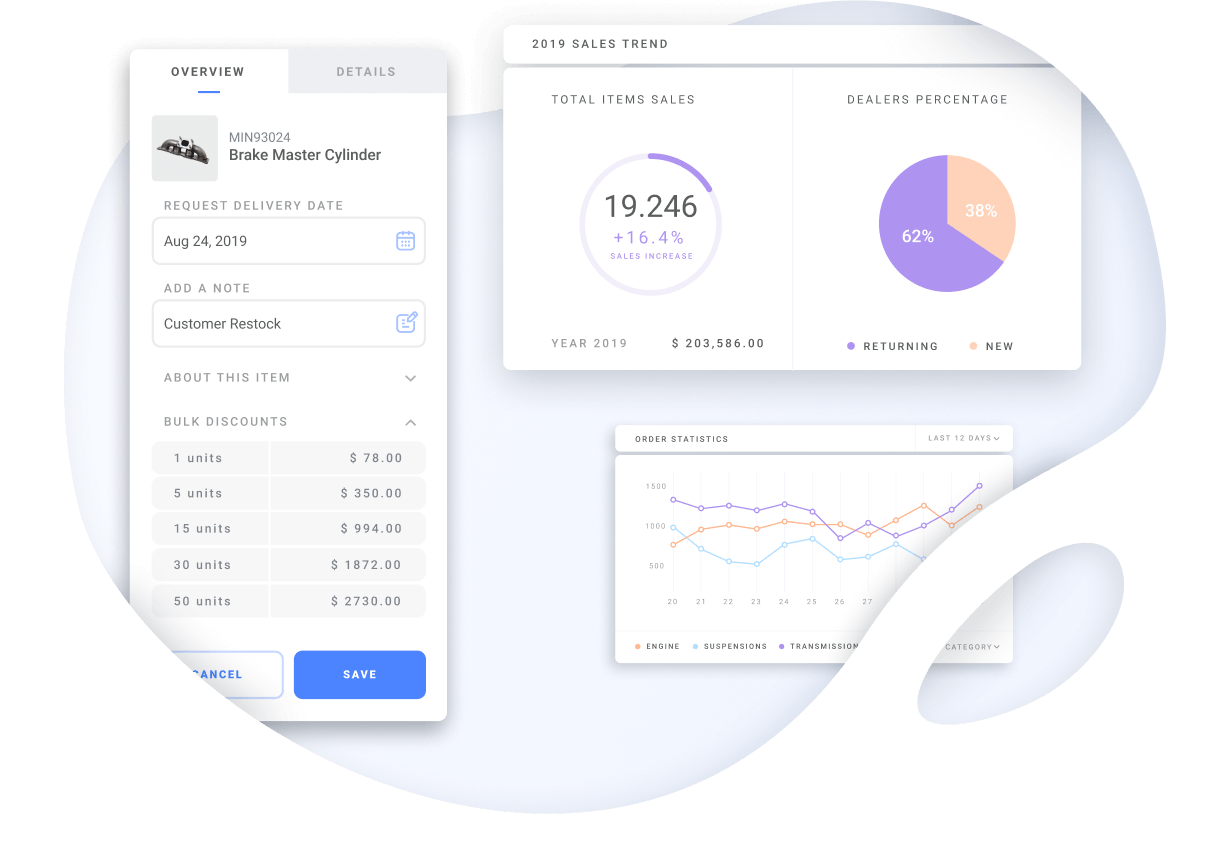 OVERVIEW
DETAILS
MIN93024
Brake Master Cylinder
REQUEST DELIVERY DATE
Aug 24, 2019
ADD A NOTE
Customer Restock
ABOUT THIS ITEM
BULK DISCOUNTS
1 units $ 78.00
5 units $ 350.00
15 units $ 994.00
30 units $ 1872.00
50 units $ 2730.00
CANCEL
SAVE
2019 SALES TREND
TOTAL ITEMS SALES
19.246
+16.4%
SALES INCREASE
YEAR 2019 $ 203,586.00
DEALERS PERCENTAGE
38%
62%
RETURNING NEW
ORDER STATISTICS
LAST 12 DAYS
1500
1000
500
20 21 22 23 24 25 26 27
ENGINE SUSPENSIONS TRANSMISSION
CATEGORY